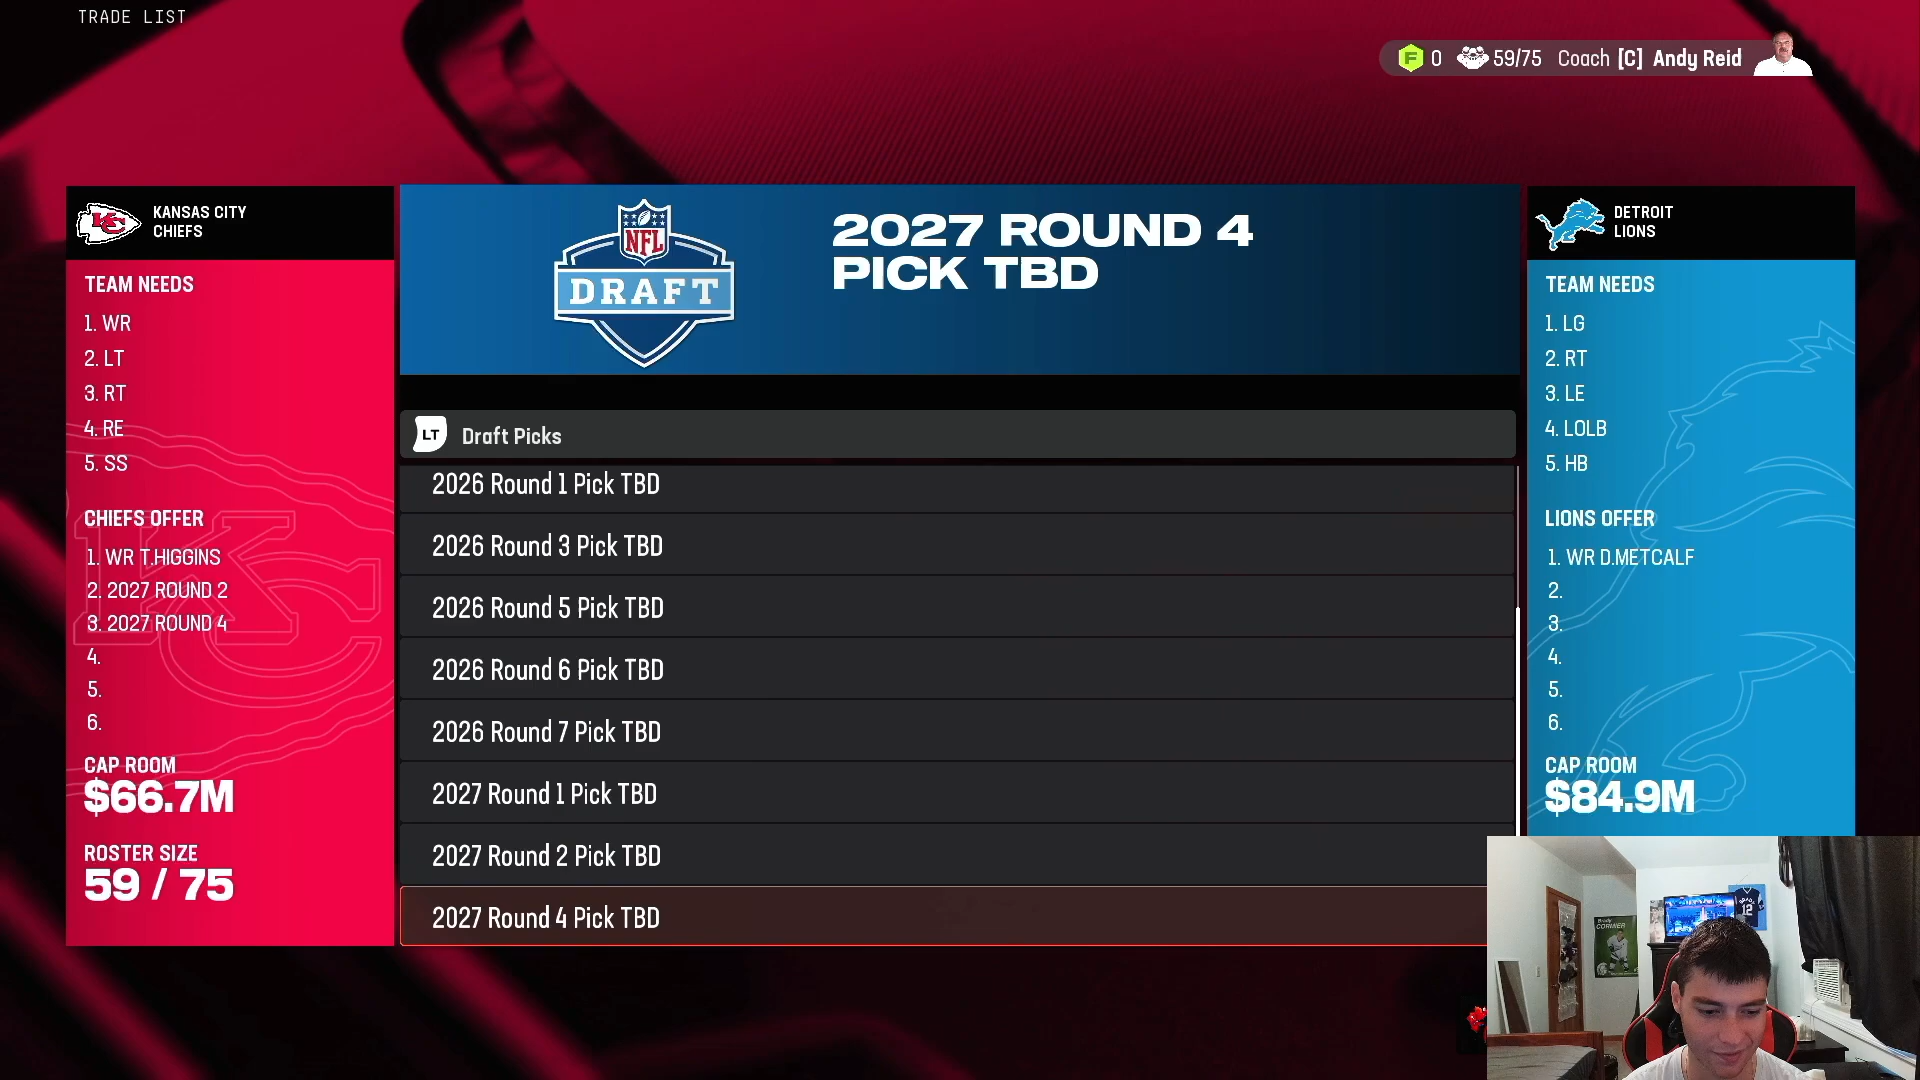 TRADE LIST
F 0 59/75 Coach [C] Andy Reid
KANSAS CITY
CHIEFS
TEAM NEEDS
1. WR
2. LT
3. RT
4. RE
5. SS
CHIEFS OFFER
1. WR T.HIGGINS
2. 2027 ROUND 2
3. 2027 ROUND 4
4.
5.
6.
CAP ROOM
$66.7M
ROSTER SIZE
59 / 75
NFL
DRAFT
2027 ROUND 4
PICK TBD
LT Draft Picks
2026 Round 1 Pick TBD
2026 Round 3 Pick TBD
2026 Round 5 Pick TBD
2026 Round 6 Pick TBD
2026 Round 7 Pick TBD
2027 Round 1 Pick TBD
2027 Round 2 Pick TBD
2027 Round 4 Pick TBD
DETROIT
LIONS
TEAM NEEDS
1. LG
2. RT
3. LE
4. LOLB
5. HB
LIONS OFFER
1. WR D.METCALF
2.
3.
4.
5.
6.
CAP ROOM
$84.9M
CORMIER
12